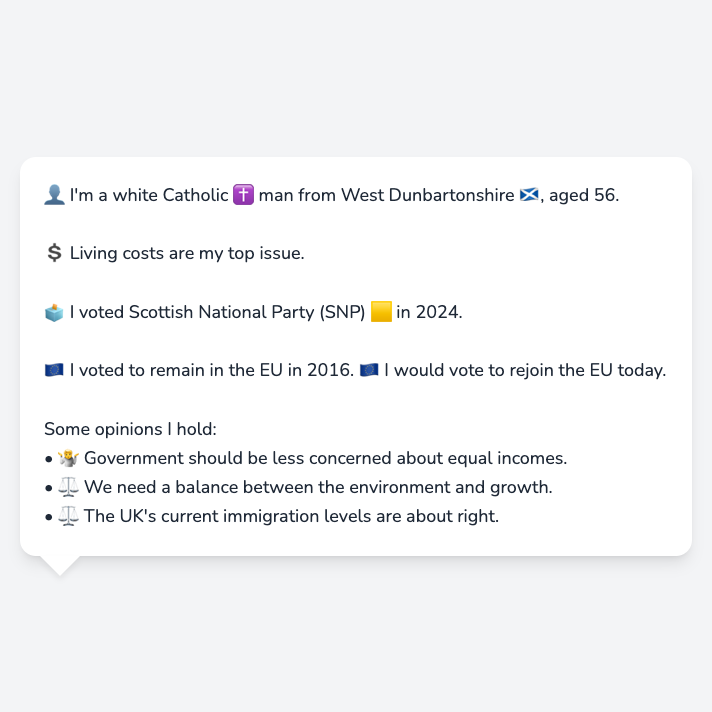 👤 I'm a white Catholic ✝️ man from West Dunbartonshire 🏴󠁧󠁢󠁳󠁣󠁴󠁿, aged 56.
💲 Living costs are my top issue.
🗳️ I voted Scottish National Party (SNP) 🟨 in 2024.
🇪🇺 I voted to remain in the EU in 2016. 🇪🇺 I would vote to rejoin the EU today.
Some opinions I hold:
• 🤷 Government should be less concerned about equal incomes.
• ⚖️ We need a balance between the environment and growth.
• ⚖️ The UK's current immigration levels are about right.